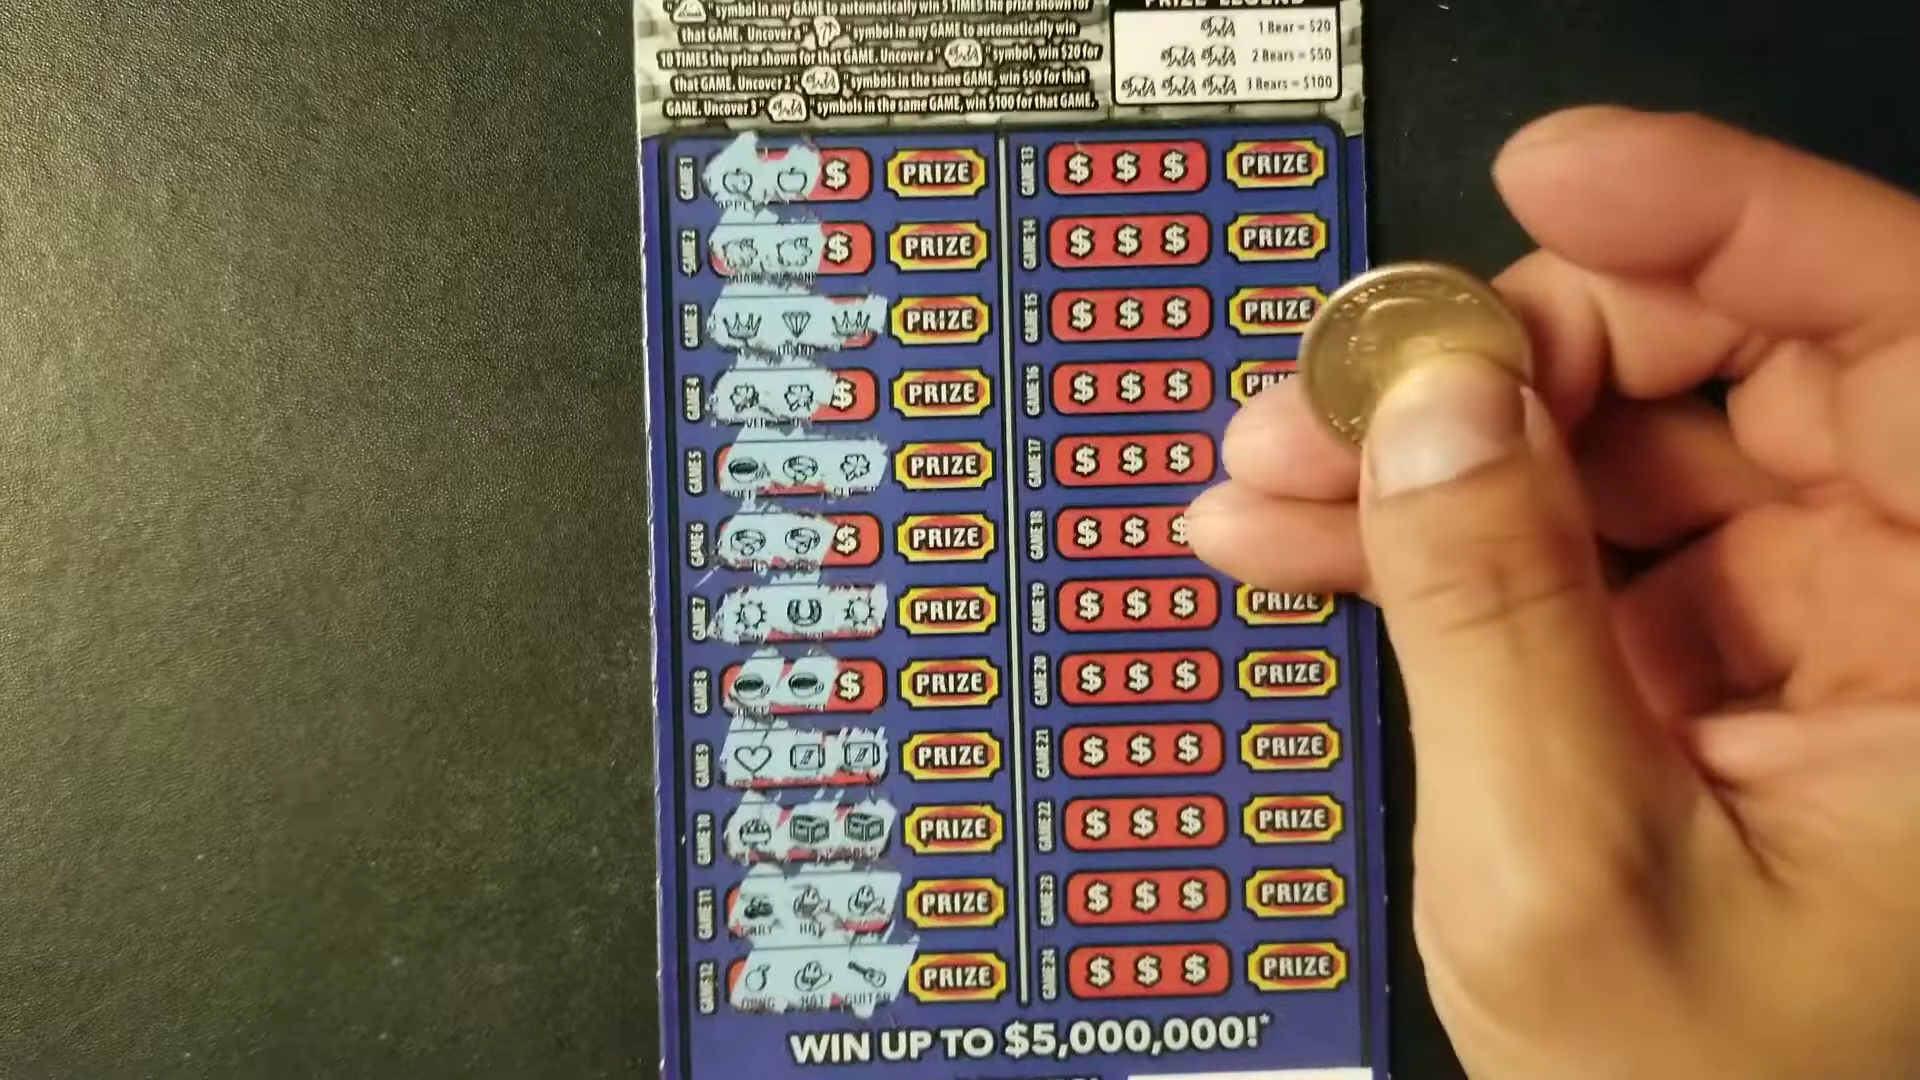 " " symbol in any GAME to automatically win 5 TIMES the prize shown for
that GAME. Uncover a " " symbol in any GAME to automatically win
10 TIMES the prize shown for that GAME. Uncover a " " symbol, win $20 for
that GAME. Uncover 2 " " symbols in the same GAME, win $50 for that
GAME. Uncover 3 " " symbols in the same GAME, win $100 for that GAME.
PRIZE LEGEND
1 Bear = $20
2 Bears = $50
3 Bears = $100
GAME 1 $ PRIZE GAME 13 $ $ $ PRIZE
GAME 2 $ PRIZE GAME 14 $ $ $ PRIZE
GAME 3 PRIZE GAME 15 $ $ $ PRIZE
GAME 4 $ PRIZE GAME 16 $ $ $
GAME 5 PRIZE GAME 17 $ $ $
GAME 6 $ PRIZE GAME 18 $ $ $
GAME 7 PRIZE GAME 19 $ $ $ PRIZE
GAME 8 $ PRIZE GAME 20 $ $ $ PRIZE
GAME 9 PRIZE GAME 21 $ $ $ PRIZE
GAME 10 PRIZE GAME 22 $ $ $ PRIZE
GAME 11 HAT PRIZE GAME 23 $ $ $ PRIZE
GAME 12 HAT GUITAR PRIZE GAME 24 $ $ $ PRIZE
WIN UP TO $5,000,000!*